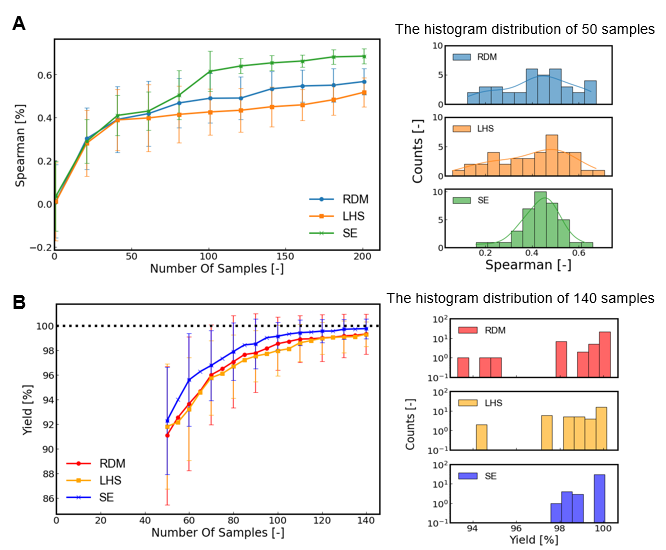 A
The histogram distribution of 50 samples
0.6
0.4
0.2
0.0
−0.2
Spearman [%]
0
50
100
150
200
Number Of Samples [-]
RDM
LHS
SE
10
5
0
RDM
10
5
0
LHS
10
5
0
SE
Counts [-]
0.2
0.4
0.6
Spearman [-]
B
The histogram distribution of 140 samples
100
98
96
94
92
90
88
86
Yield [%]
0
20
40
60
80
100
120
140
Number Of Samples [-]
RDM
LHS
SE
10²
10¹
10⁰
10⁻¹
RDM
10²
10¹
10⁰
10⁻¹
LHS
10²
10¹
10⁰
10⁻¹
SE
Counts [-]
94
96
98
100
Yield [%]